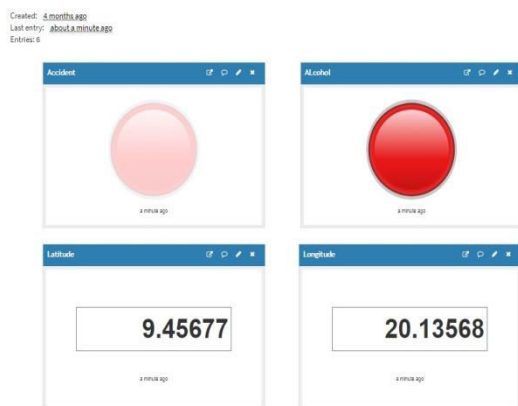 Created: 4 months ago
Last entry: about a minute ago
Entries: 6
Accident
ALcohol
a minute ago
a minute ago
Latitude
Longitude
9.45677
20.13568
a minute ago
a minute ago